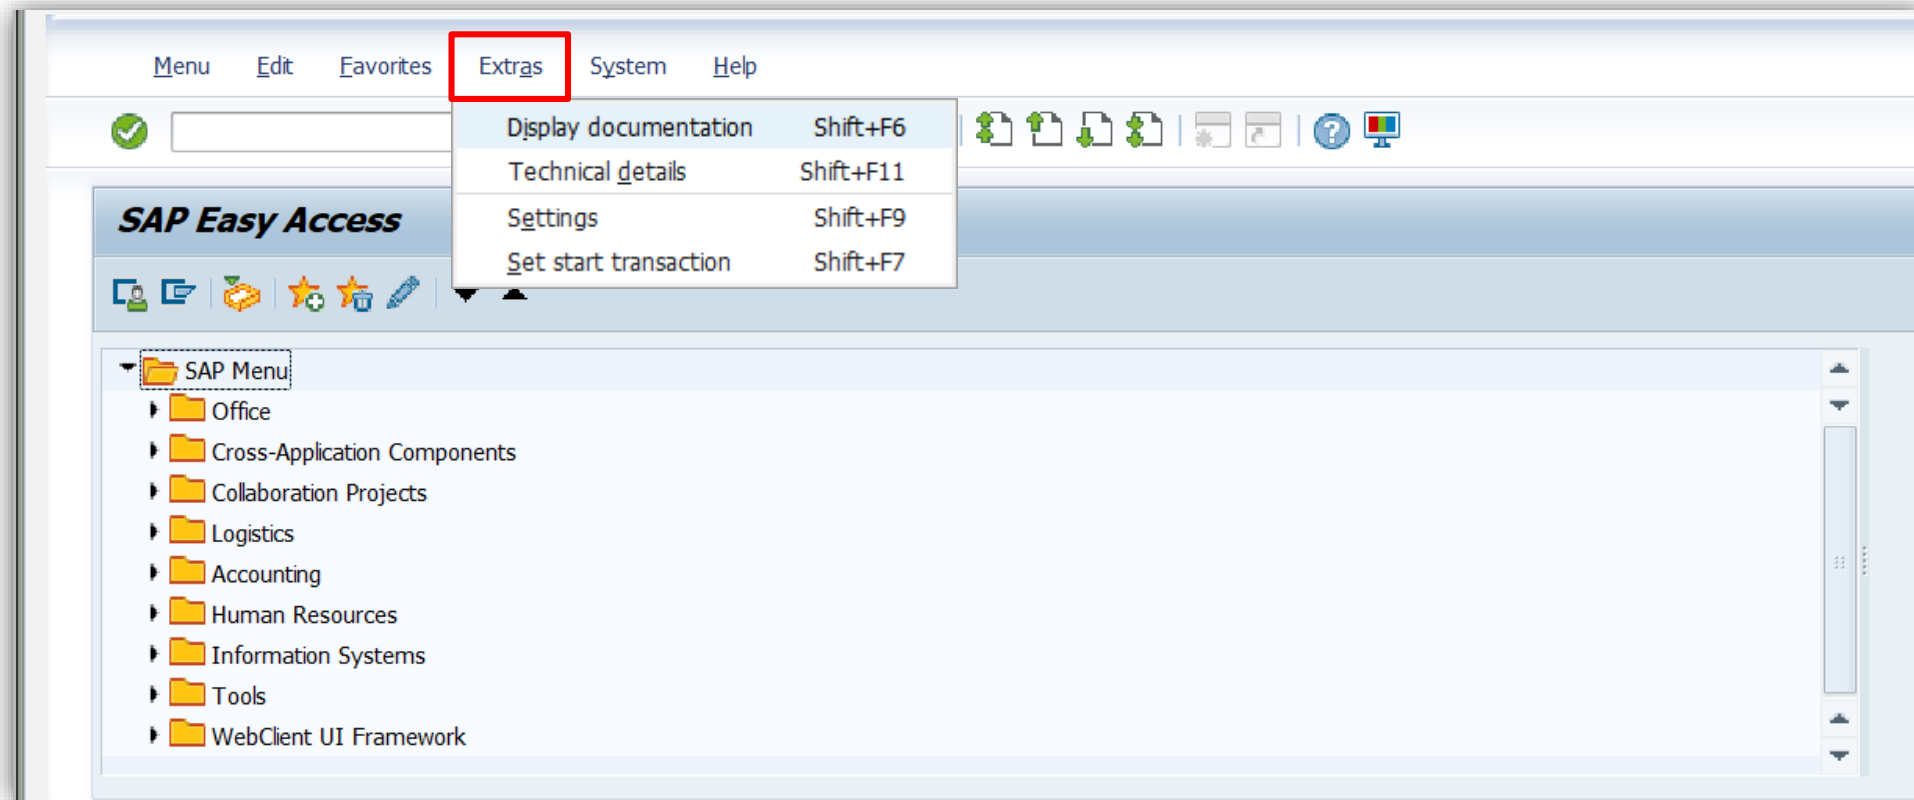 Menu Edit Favorites Extras System Help
Display documentation Shift+F6
Technical details Shift+F11
Settings Shift+F9
Set start transaction Shift+F7
SAP Easy Access
SAP Menu
Office
Cross-Application Components
Collaboration Projects
Logistics
Accounting
Human Resources
Information Systems
Tools
WebClient UI Framework